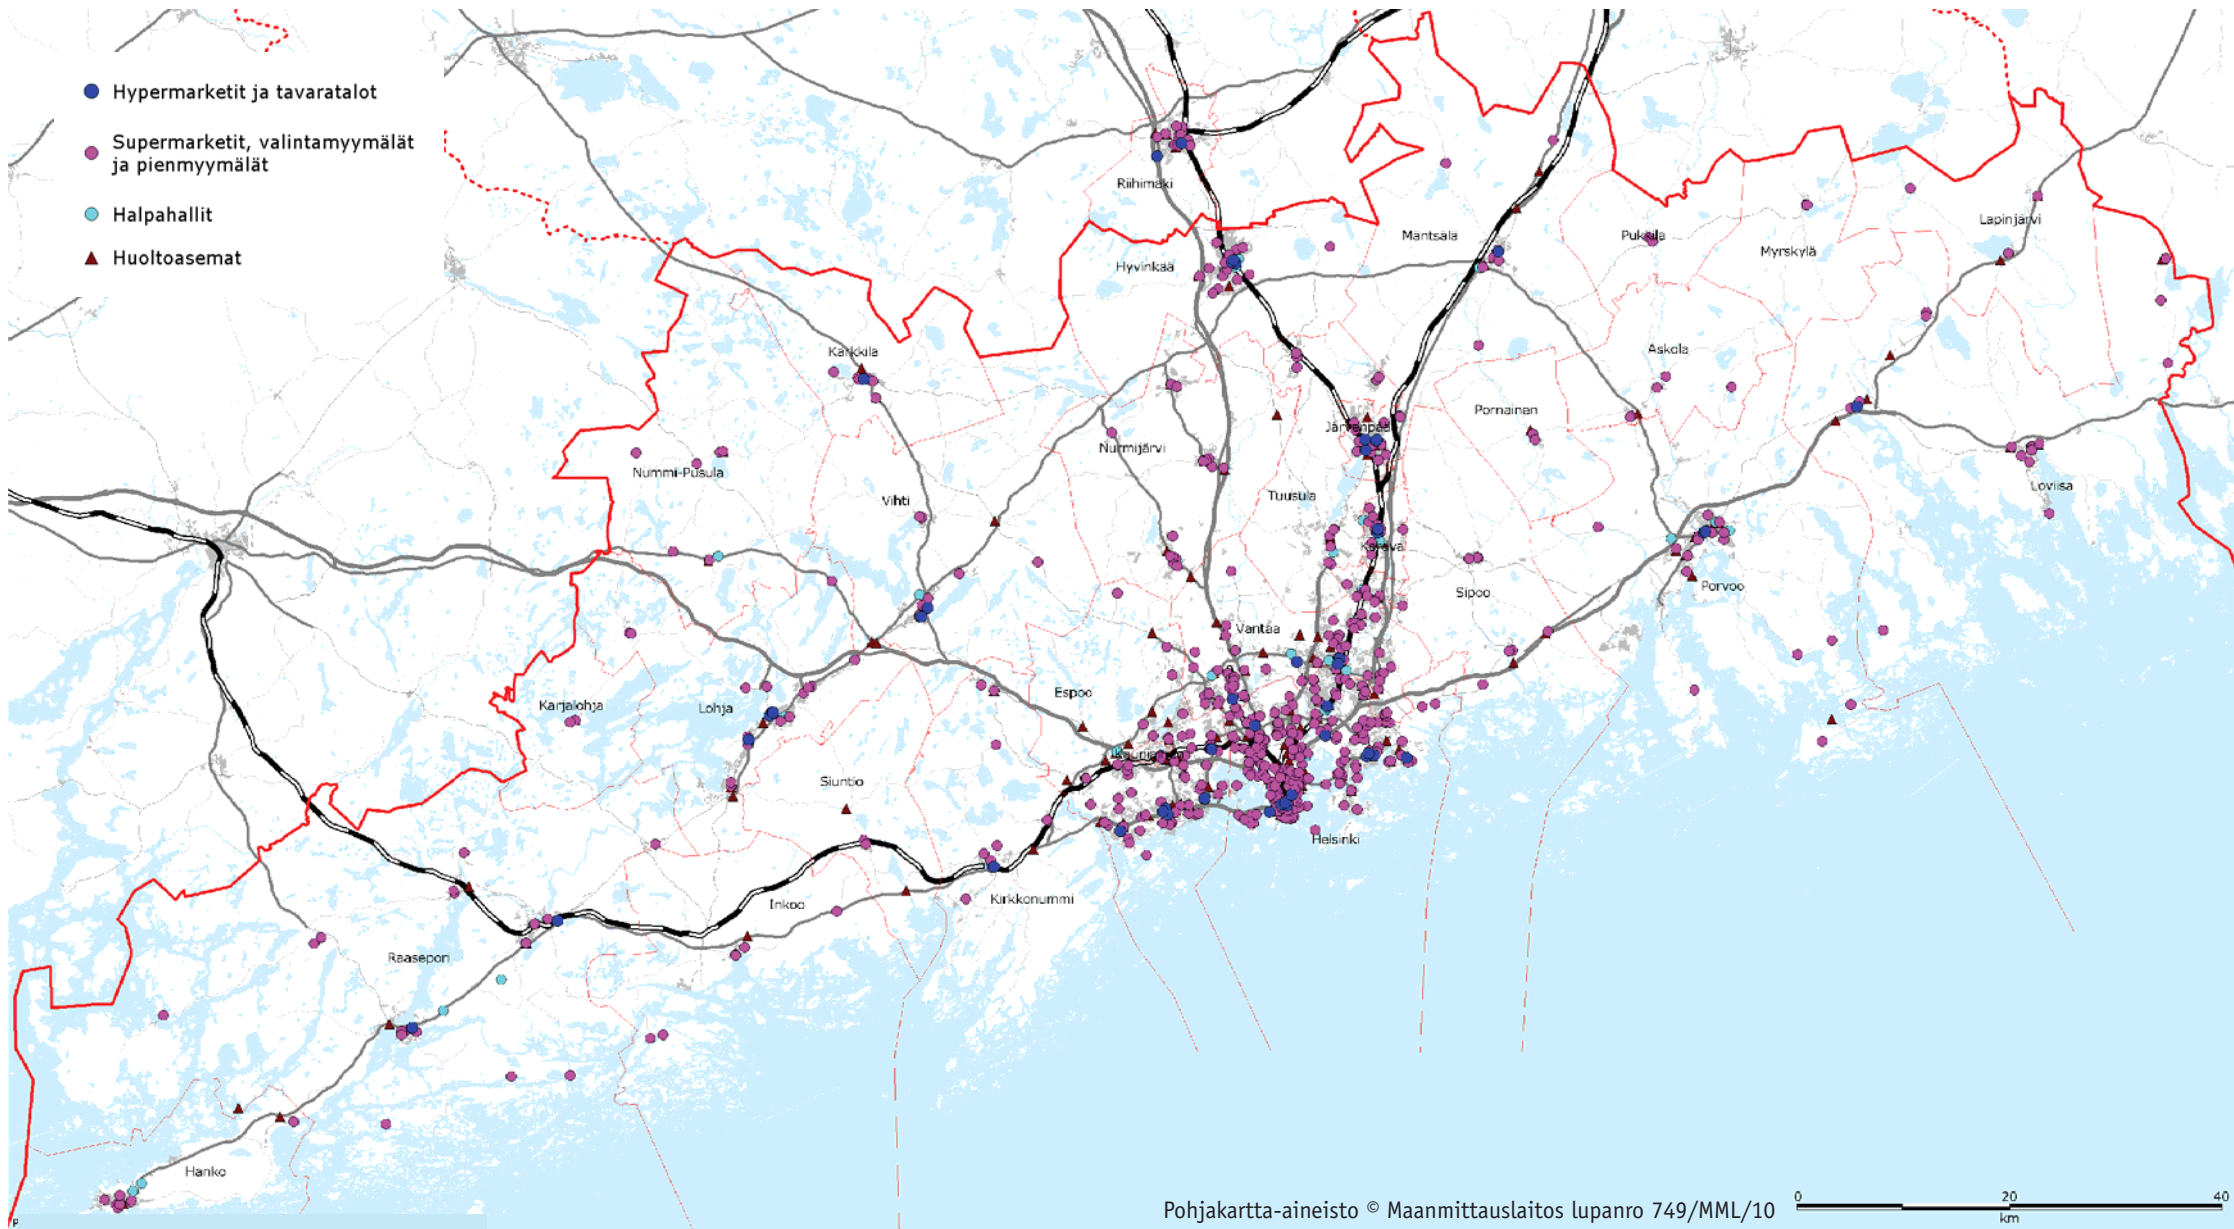 Hypermarketit ja tavaratalot
Supermarketit, valintamyymälät
ja pienmyymälät
Halpahallit
Huoltoasemat
Riihimäki
Hyvinkää
Mäntsälä
Pukkila
Myrskylä
Lapinjärvi
Karkkila
Askola
Pornainen
Järvenpää
Nurmijärvi
Nummi-Pusula
Vihti
Tuusula
Loviisa
Kerava
Sipoo
Porvoo
Vantaa
Espoo
Karjalohja
Lohja
Siuntio
Helsinki
Inkoo
Kirkkonummi
Raasepori
Hanko
Pohjakartta-aineisto © Maanmittauslaitos lupanro 749/MML/10
0 20 40
km
P